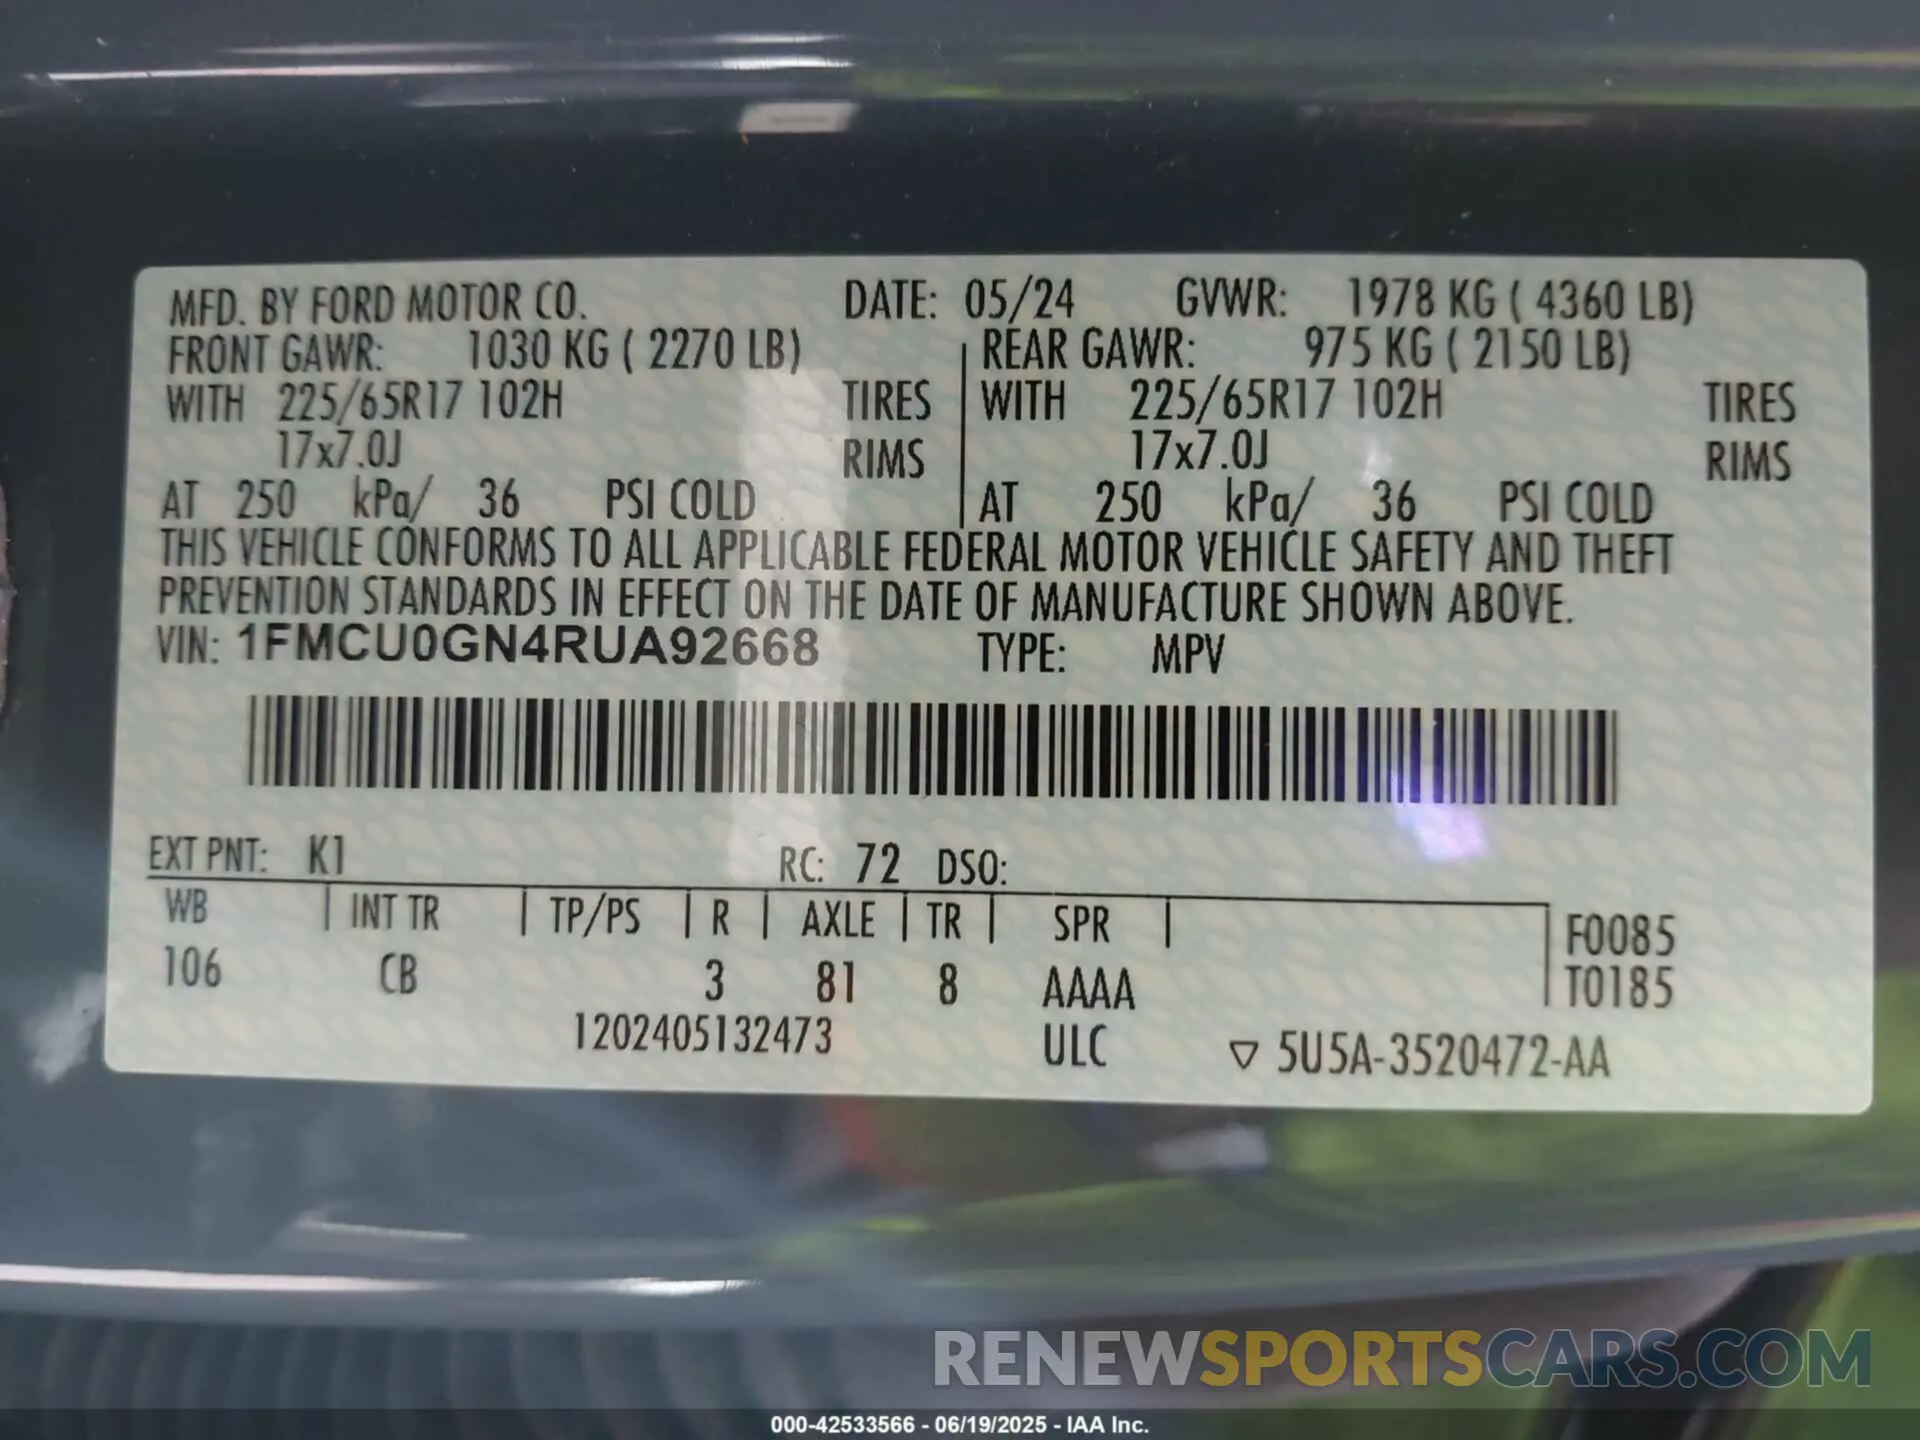 MFD. BY FORD MOTOR CO. DATE: 05/24 GVWR: 1978 KG ( 4360 LB)
FRONT GAWR: 1030 KG ( 2270 LB) REAR GAWR: 975 KG ( 2150 LB)
WITH 225/65R17 102H TIRES WITH 225/65R17 102H TIRES
17x7.0J RIMS 17x7.0J RIMS
AT 250 kPa/ 36 PSI COLD AT 250 kPa/ 36 PSI COLD
THIS VEHICLE CONFORMS TO ALL APPLICABLE FEDERAL MOTOR VEHICLE SAFETY AND THEFT
PREVENTION STANDARDS IN EFFECT ON THE DATE OF MANUFACTURE SHOWN ABOVE.
VIN: 1FMCU0GN4RUA92668 TYPE: MPV
EXT PNT: K1 RC: 72 DSO:
WB INT TR TP/PS R AXLE TR SPR F0085
106 CB 3 81 8 AAAA T0185
1202405132473 ULC ▽ 5U5A-3520472-AA
RENEWSPORTSCARS.COM
000-42533566 - 06/19/2025 - IAA Inc.